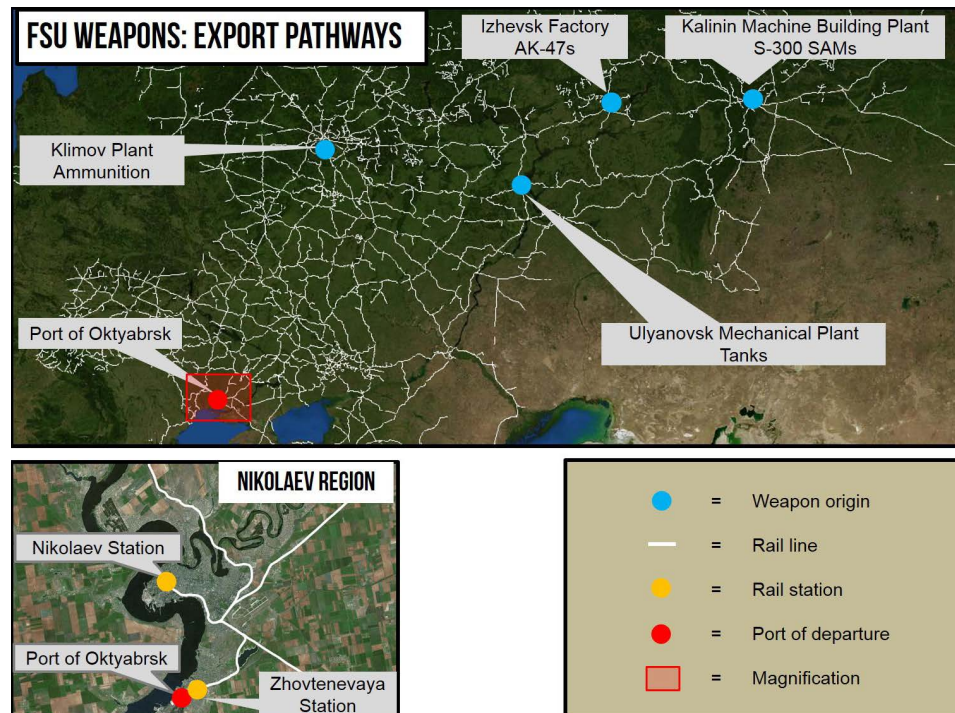 FSU WEAPONS: EXPORT PATHWAYS
Izhevsk Factory
AK-47s
Kalinin Machine Building Plant
S-300 SAMs
Klimov Plant
Ammunition
Port of Oktyabrsk
Ulyanovsk Mechanical Plant
Tanks
NIKOLAEV REGION
Nikolaev Station
Port of Oktyabrsk
Zhovtenevaya
Station
= Weapon origin
= Rail line
= Rail station
= Port of departure
= Magnification